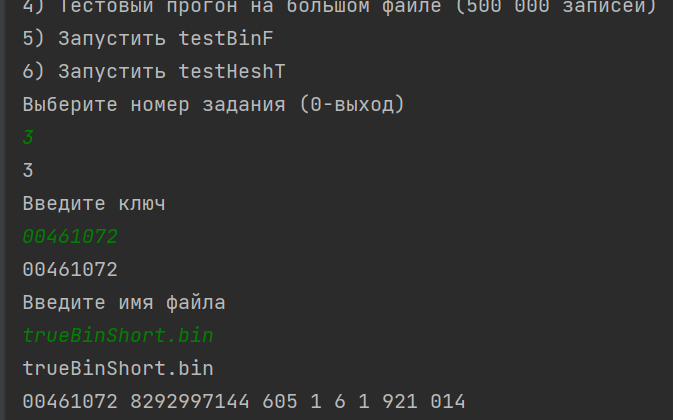 4) Тестовый прогон на большом файле (500 000 записей)
5) Запустить testBinF
6) Запустить testHeshT
Выберите номер задания (0-выход)
3
3
Введите ключ
00461072
00461072
Введите имя файла
trueBinShort.bin
trueBinShort.bin
00461072 8292997144 605 1 6 1 921 014